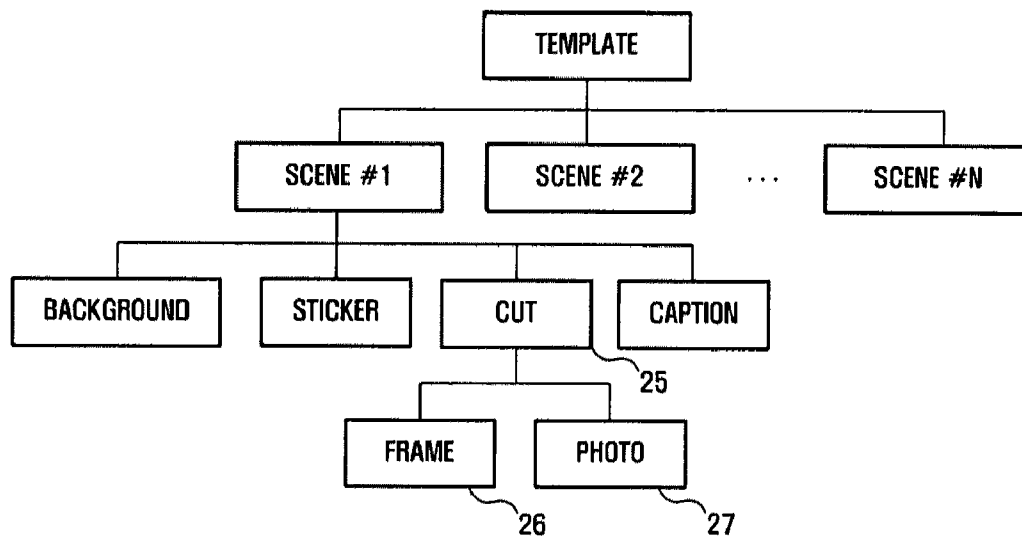 TEMPLATE
SCENE #1 SCENE #2 ... SCENE #N
BACKGROUND STICKER CUT CAPTION
25
FRAME PHOTO
26 27